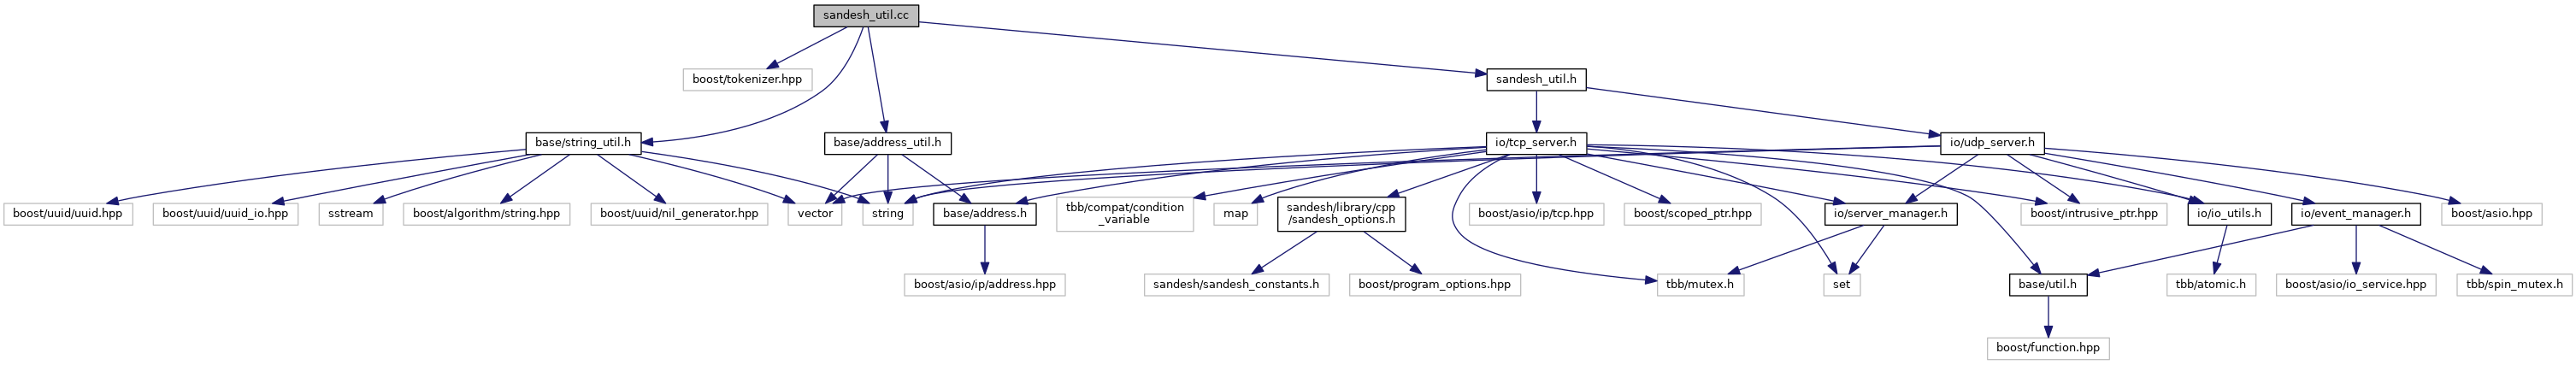 sandesh_util.cc
boost/tokenizer.hpp
sandesh_util.h
base/string_util.h
base/address_util.h
io/tcp_server.h
io/udp_server.h
boost/uuid/uuid.hpp
boost/uuid/uuid_io.hpp
sstream
boost/algorithm/string.hpp
boost/uuid/nil_generator.hpp
vector
string
base/address.h
tbb/compat/condition
_variable
map
sandesh/library/cpp
/sandesh_options.h
boost/asio/ip/tcp.hpp
boost/scoped_ptr.hpp
io/server_manager.h
boost/intrusive_ptr.hpp
io/io_utils.h
io/event_manager.h
boost/asio.hpp
boost/asio/ip/address.hpp
sandesh/sandesh_constants.h
boost/program_options.hpp
tbb/mutex.h
set
base/util.h
tbb/atomic.h
boost/asio/io_service.hpp
tbb/spin_mutex.h
boost/function.hpp